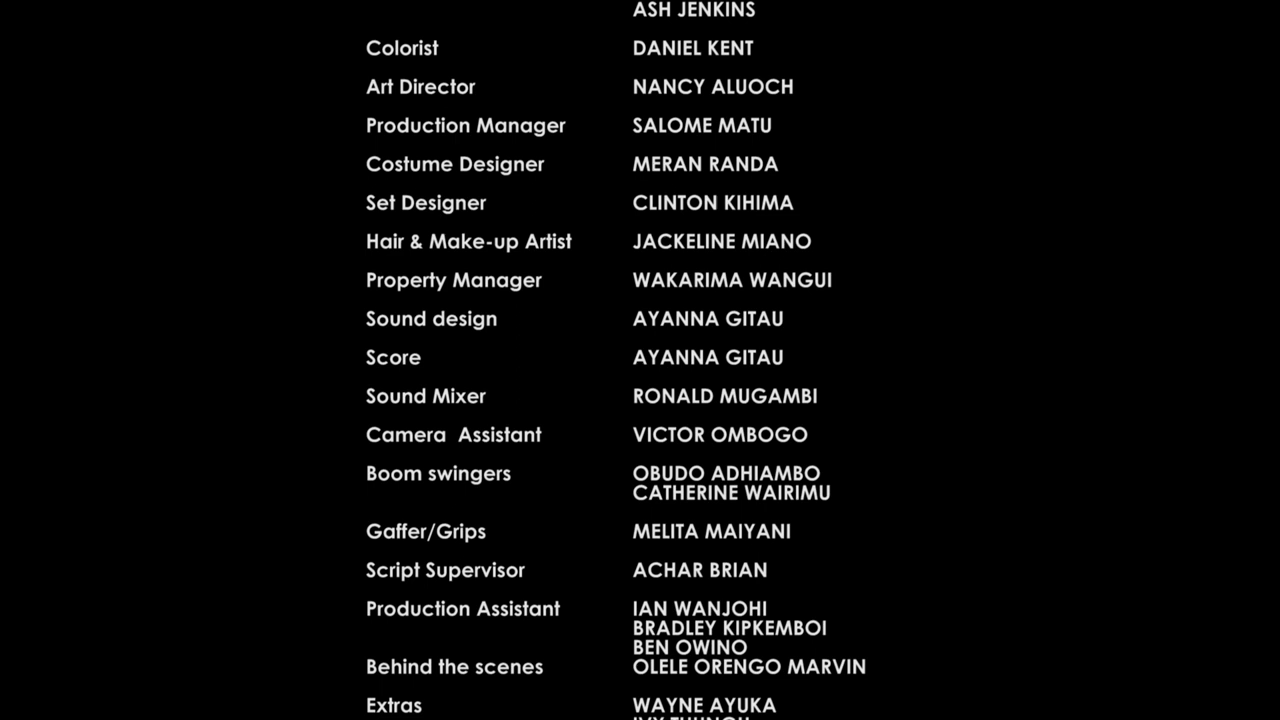 ASH JENKINS
Colorist DANIEL KENT
Art Director NANCY ALUOCH
Production Manager SALOME MATU
Costume Designer MERAN RANDA
Set Designer CLINTON KIHIMA
Hair & Make-up Artist JACKELINE MIANO
Property Manager WAKARIMA WANGUI
Sound design AYANNA GITAU
Score AYANNA GITAU
Sound Mixer RONALD MUGAMBI
Camera Assistant VICTOR OMBOGO
Boom swingers OBUDO ADHIAMBO
CATHERINE WAIRIMU
Gaffer/Grips MELITA MAIYANI
Script Supervisor ACHAR BRIAN
Production Assistant IAN WANJOHI
BRADLEY KIPKEMBOI
BEN OWINO
Behind the scenes OLELE ORENGO MARVIN
Extras WAYNE AYUKA